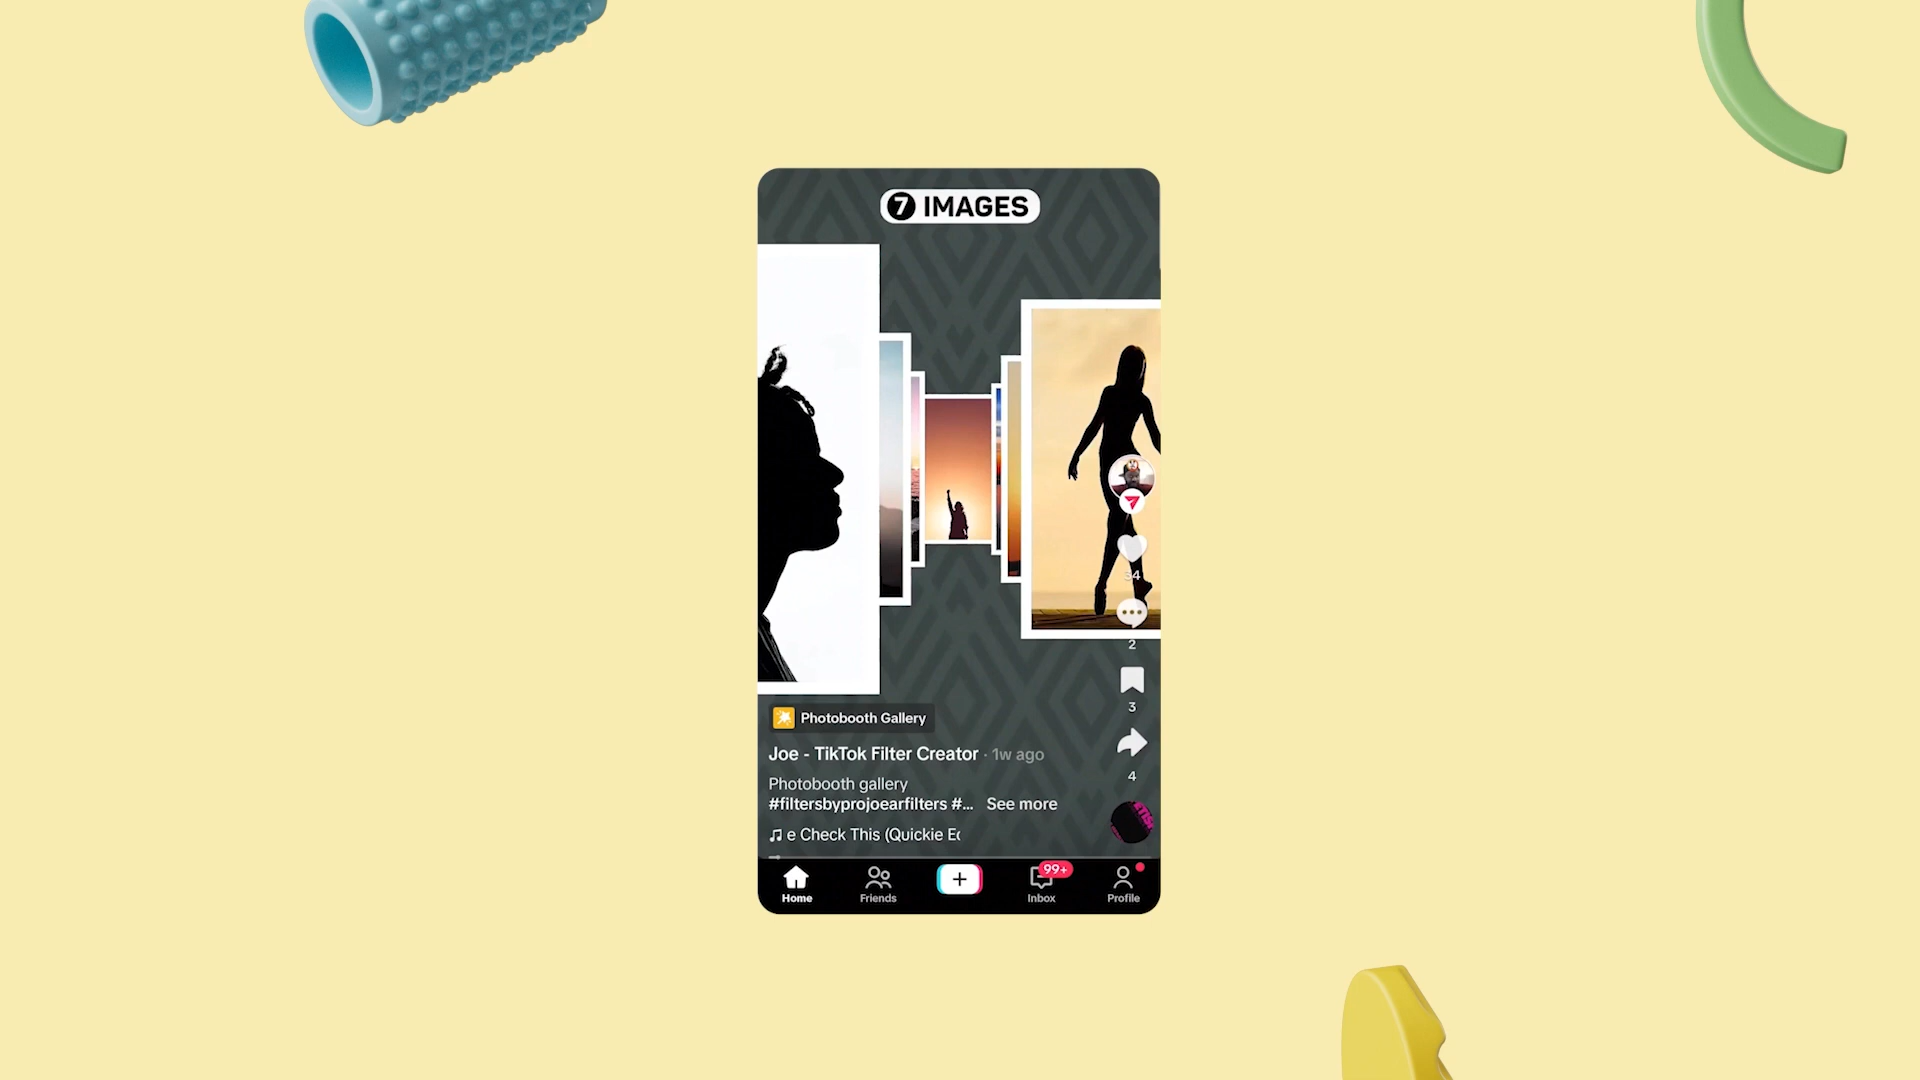 7 IMAGES
34
2
3
Photobooth Gallery
Joe - TikTok Filter Creator · 1w ago
4
Photobooth gallery
#filtersbyprojoearfilters #... See more
e Check This (Quickie Ec
99+
Home
Friends
Inbox
Profile